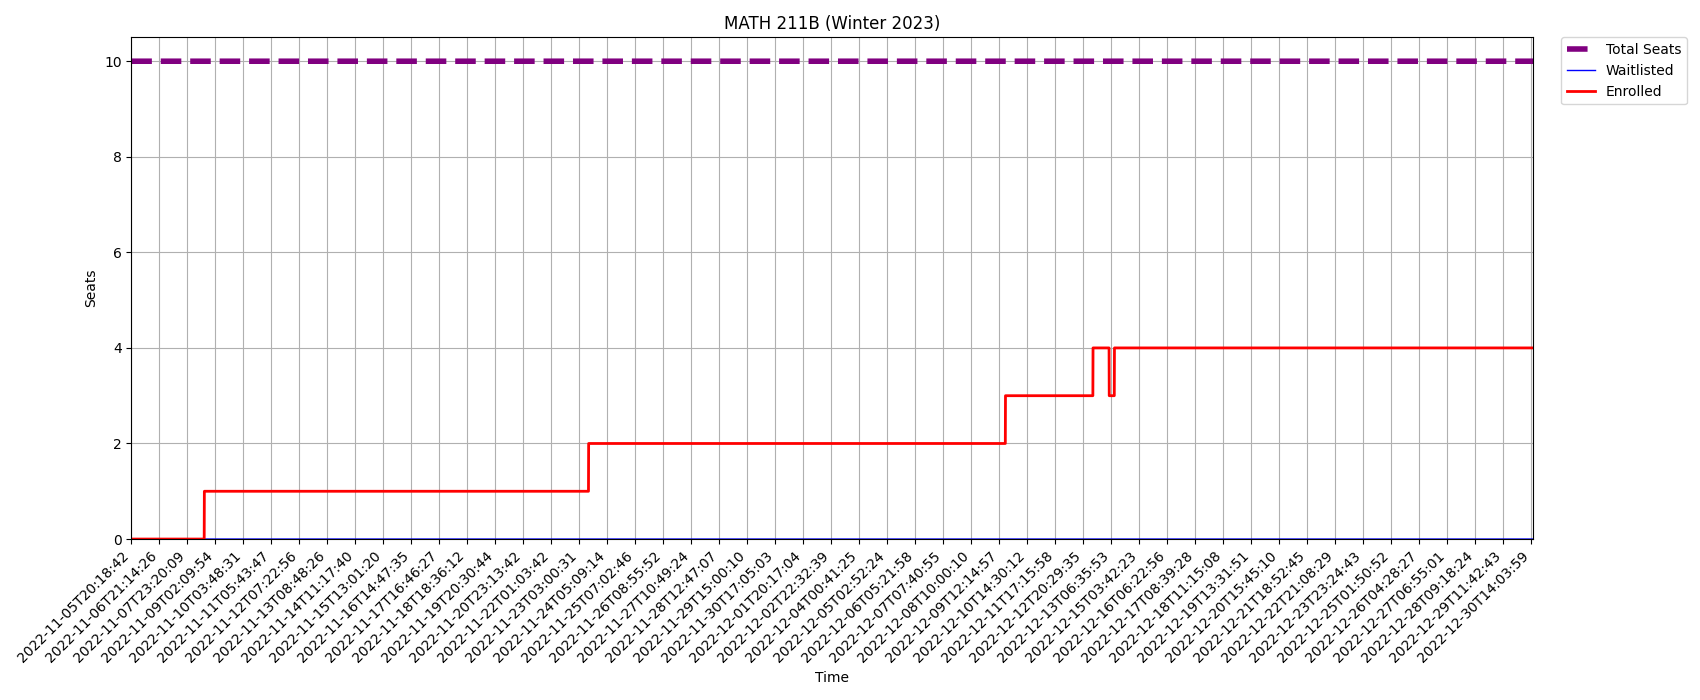 MATH 211B (Winter 2023)
Total Seats
Waitlisted
Enrolled
10
8
6
4
2
0
Seats
2022-11-05T20:18:42
2022-11-06T21:14:26
2022-11-07T23:20:09
2022-11-09T02:09:54
2022-11-10T03:48:31
2022-11-11T05:43:47
2022-11-12T07:22:56
2022-11-13T08:48:26
2022-11-14T11:17:40
2022-11-15T13:01:20
2022-11-16T14:47:35
2022-11-17T16:46:27
2022-11-18T18:36:12
2022-11-19T20:30:44
2022-11-20T23:13:42
2022-11-22T01:03:42
2022-11-23T03:00:31
2022-11-24T05:09:14
2022-11-25T07:02:46
2022-11-26T08:55:52
2022-11-27T10:49:24
2022-11-28T12:47:07
2022-11-29T15:00:10
2022-11-30T17:05:03
2022-12-01T20:17:04
2022-12-02T22:32:39
2022-12-04T00:41:25
2022-12-05T02:52:24
2022-12-06T05:21:58
2022-12-07T07:40:55
2022-12-08T10:00:10
2022-12-09T12:14:57
2022-12-10T14:30:12
2022-12-11T17:15:58
2022-12-12T20:29:35
2022-12-13T06:35:53
2022-12-15T03:42:23
2022-12-16T06:22:56
2022-12-17T08:39:28
2022-12-18T11:15:08
2022-12-19T13:31:51
2022-12-20T15:45:10
2022-12-21T18:52:45
2022-12-22T21:08:29
2022-12-23T23:24:43
2022-12-25T01:50:52
2022-12-26T04:28:27
2022-12-27T06:55:01
2022-12-28T09:18:24
2022-12-29T11:42:43
2022-12-30T14:03:59
Time